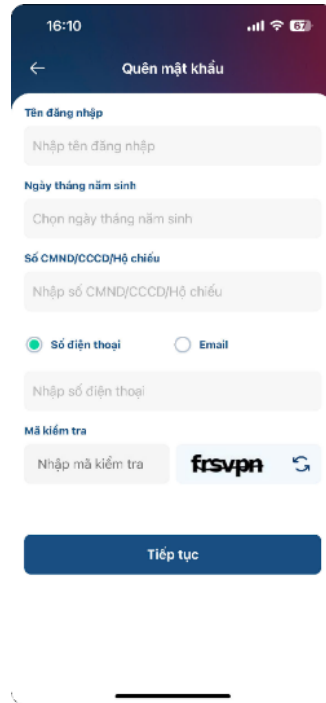 16:10 67
Quên mật khẩu
Tên đăng nhập
Nhập tên đăng nhập
Ngày tháng năm sinh
Chọn ngày tháng năm sinh
Số CMND/CCCD/Hộ chiếu
Nhập số CMND/CCCD/Hộ chiếu
Số điện thoại Email
Nhập số điện thoại
Mã kiểm tra
Nhập mã kiểm tra frsvpn
Tiếp tục